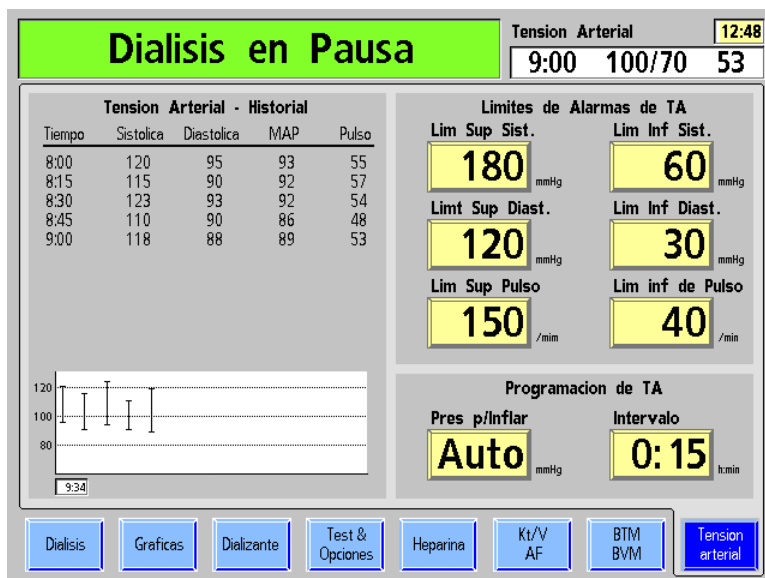 Dialisis en Pausa
Tension Arterial 12:48
9:00 100/70 53
Tension Arterial - Historial
Tiempo Sistolica Diastolica MAP Pulso
8:00 120 95 93 55
8:15 115 90 92 57
8:30 123 93 92 54
8:45 110 90 86 48
9:00 118 88 89 53
120
100
80
9:34
Limites de Alarmas de TA
Lim Sup Sist. Lim Inf Sist.
180 mmHg 60 mmHg
Limt Sup Diast. Lim Inf Diast.
120 mmHg 30 mmHg
Lim Sup Pulso Lim inf de Pulso
150 /mim 40 /min
Programacion de TA
Pres p/Inflar Intervalo
Auto mmHg 0:15 h:min
Dialisis
Graficas
Dializante
Test &
Opciones
Heparina
Kt/V
AF
BTM
BVM
Tension
arterial